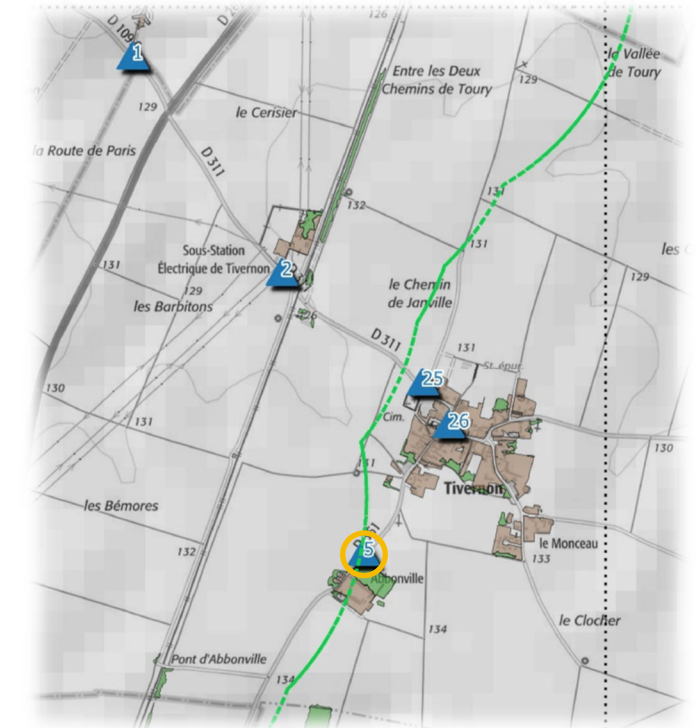 126
D 109
1
la Vallée
de Toury
Entre les Deux
Chemins de Toury
129
129
le Cerisier
la Route de Paris
D 311
131
132
Sous-Station
Électrique de Tivernon
2
131
131
les
129
129
les Barbitons
le Chemin
de Janville
126
D 311
131
St. épur.
130
25
131
Cim.
26
130
131
Tivernon
les Bémores
132
5
le Monceau
133
Abbonville
le Clocher
134
Pont d'Abbonville
134